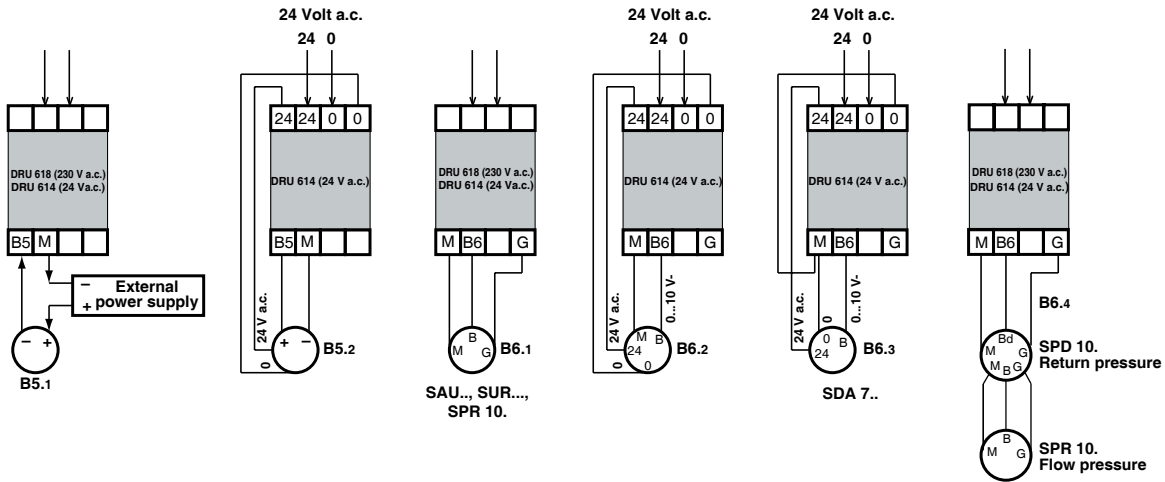 24 Volt a.c.
24 0
24 Volt a.c.
24 0
24 Volt a.c.
24 0
DRU 618 (230 V a.c.)
DRU 614 (24 V a.c.)
B5 M
External
power supply
–
+
– +
B5.1
24 24 0 0
DRU 614 (24 V a.c.)
B5 M
24 V a.c.
0
+ –
B5.2
DRU 618 (230 V a.c.)
DRU 614 (24 Va.c.)
M B6 G
B
M G
B6.1
SAU.., SUR...,
SPR 10.
24 24 0 0
DRU 614 (24 V a.c.)
M B6 G
24 V a.c.
0
0...10 V-
M B
24
0
B6.2
24 24 0 0
DRU 614 (24 V a.c.)
M B6 G
24 V a.c.
0
0...10 V-
0 B
24
B6.3
SDA 7..
DRU 618 (230 V a.c.)
DRU 614 (24 V a.c.)
M B6 G
B6.4
Bd
M G
M B G
SPD 10.
Return pressure
B
M G
SPR 10.
Flow pressure